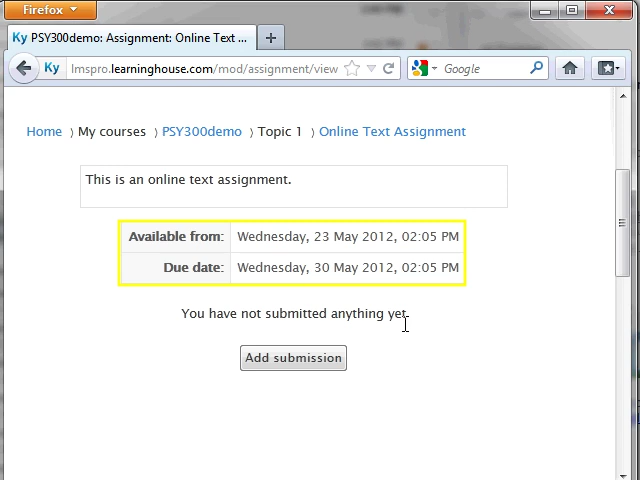 Firefox
Ky PSY300demo: Assignment: Online Text ...
Ky lmspro.learninghouse.com/mod/assignment/view
Google
Home 〉 My courses 〉 PSY300demo 〉 Topic 1 〉 Online Text Assignment
This is an online text assignment.
Available from: Wednesday, 23 May 2012, 02:05 PM
Due date: Wednesday, 30 May 2012, 02:05 PM
You have not submitted anything yet
Add submission